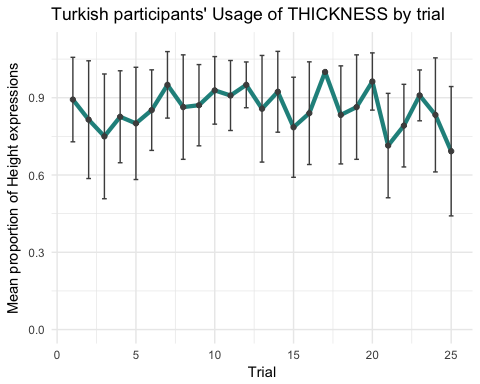 Turkish participants' Usage of THICKNESS by trial
Mean proportion of Height expressions
0.9
0.6
0.3
0.0
0 5 10 15 20 25
Trial